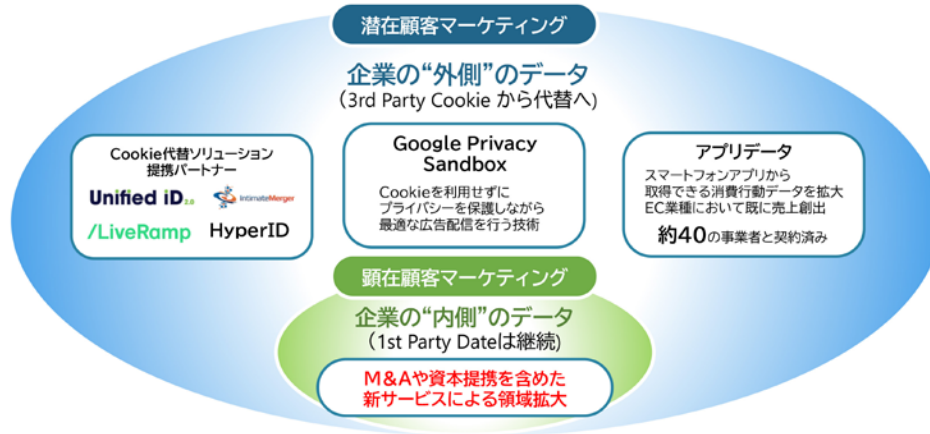 潜在顧客マーケティング
企業の“外側”のデータ
(3rd Party Cookie から代替へ)
Cookie代替ソリューション
提携パートナー
Unified iD 2.0
IntimateMerger
/LiveRamp
HyperID
Google Privacy
Sandbox
Cookieを利用せずに
プライバシーを保護しながら
最適な広告配信を行う技術
アプリデータ
スマートフォンアプリから
取得できる消費行動データを拡大
EC業種において既に売上創出
約40の事業者と契約済み
顕在顧客マーケティング
企業の“内側”のデータ
(1st Party Dateは継続)
M&Aや資本提携を含めた
新サービスによる領域拡大